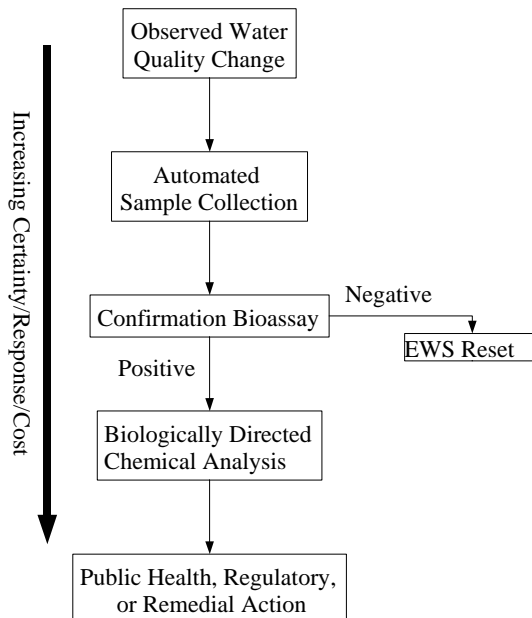 Observed Water
Quality Change
Increasing Certainty/Response/Cost
Automated
Sample Collection
Confirmation Bioassay
Negative
EWS Reset
Positive
Biologically Directed
Chemical Analysis
Public Health, Regulatory,
or Remedial Action